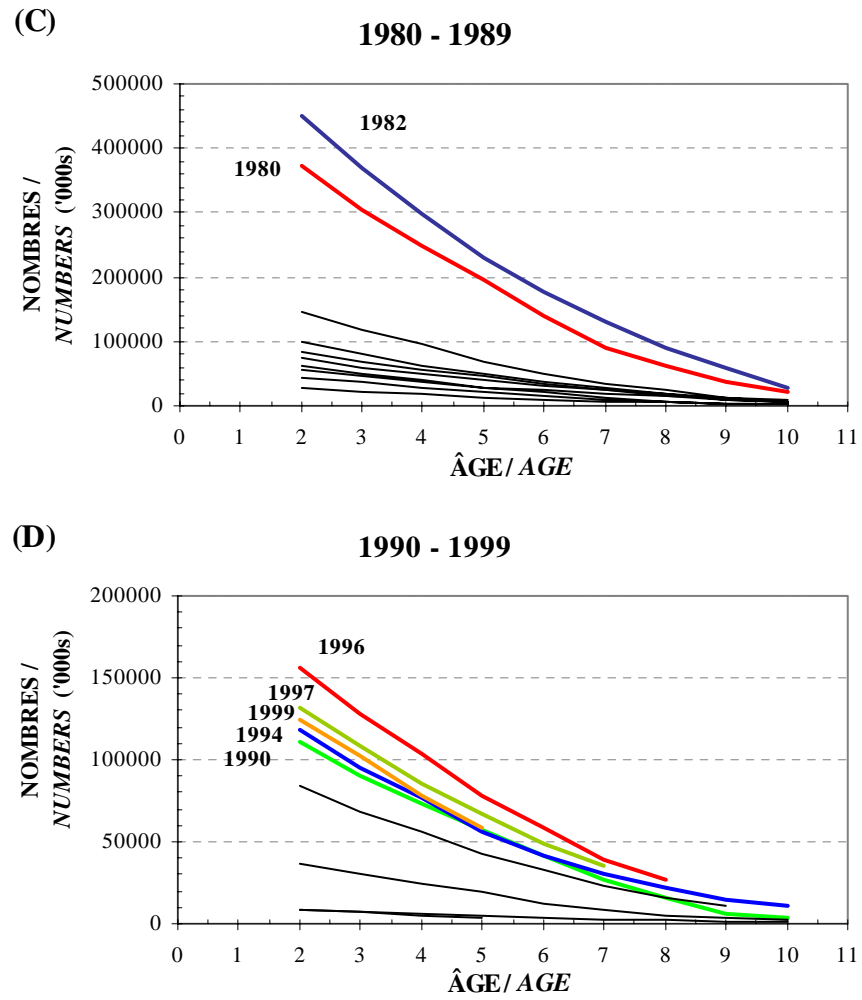 (C)
1980 - 1989
NOMBRES /
NUMBERS ('000s)
500000
400000
300000
200000
100000
0
1982
1980
0 1 2 3 4 5 6 7 8 9 10 11
ÂGE / AGE
(D)
1990 - 1999
NOMBRES /
NUMBERS ('000s)
200000
150000
100000
50000
0
1996
1997
1999
1994
1990
0 1 2 3 4 5 6 7 8 9 10 11
ÂGE / AGE